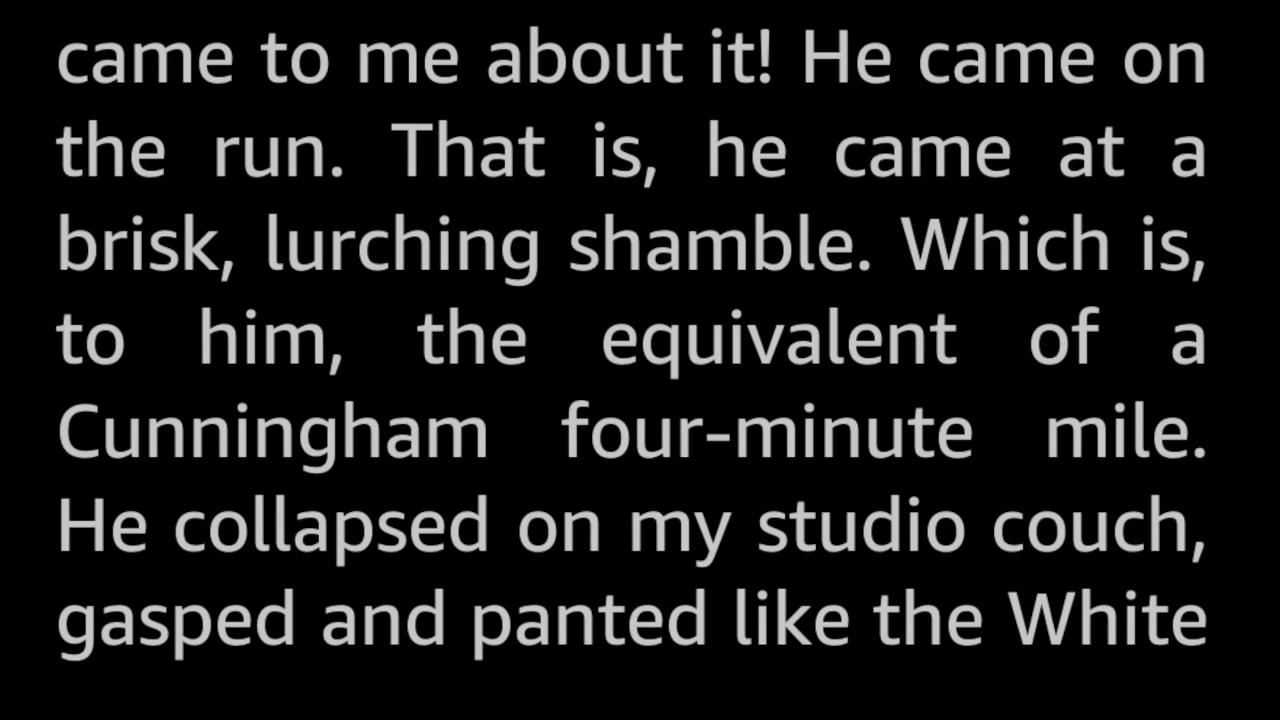 came to me about it! He came on
the run. That is, he came at a
brisk, lurching shamble. Which is,
to him, the equivalent of a
Cunningham four-minute mile.
He collapsed on my studio couch,
gasped and panted like the White